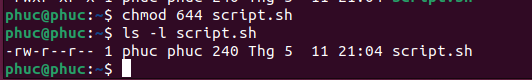 phuc@phuc:~$ chmod 644 script.sh
phuc@phuc:~$ ls -l script.sh
-rw-r--r-- 1 phuc phuc 240 Thg 5  11 21:04 script.sh
phuc@phuc:~$